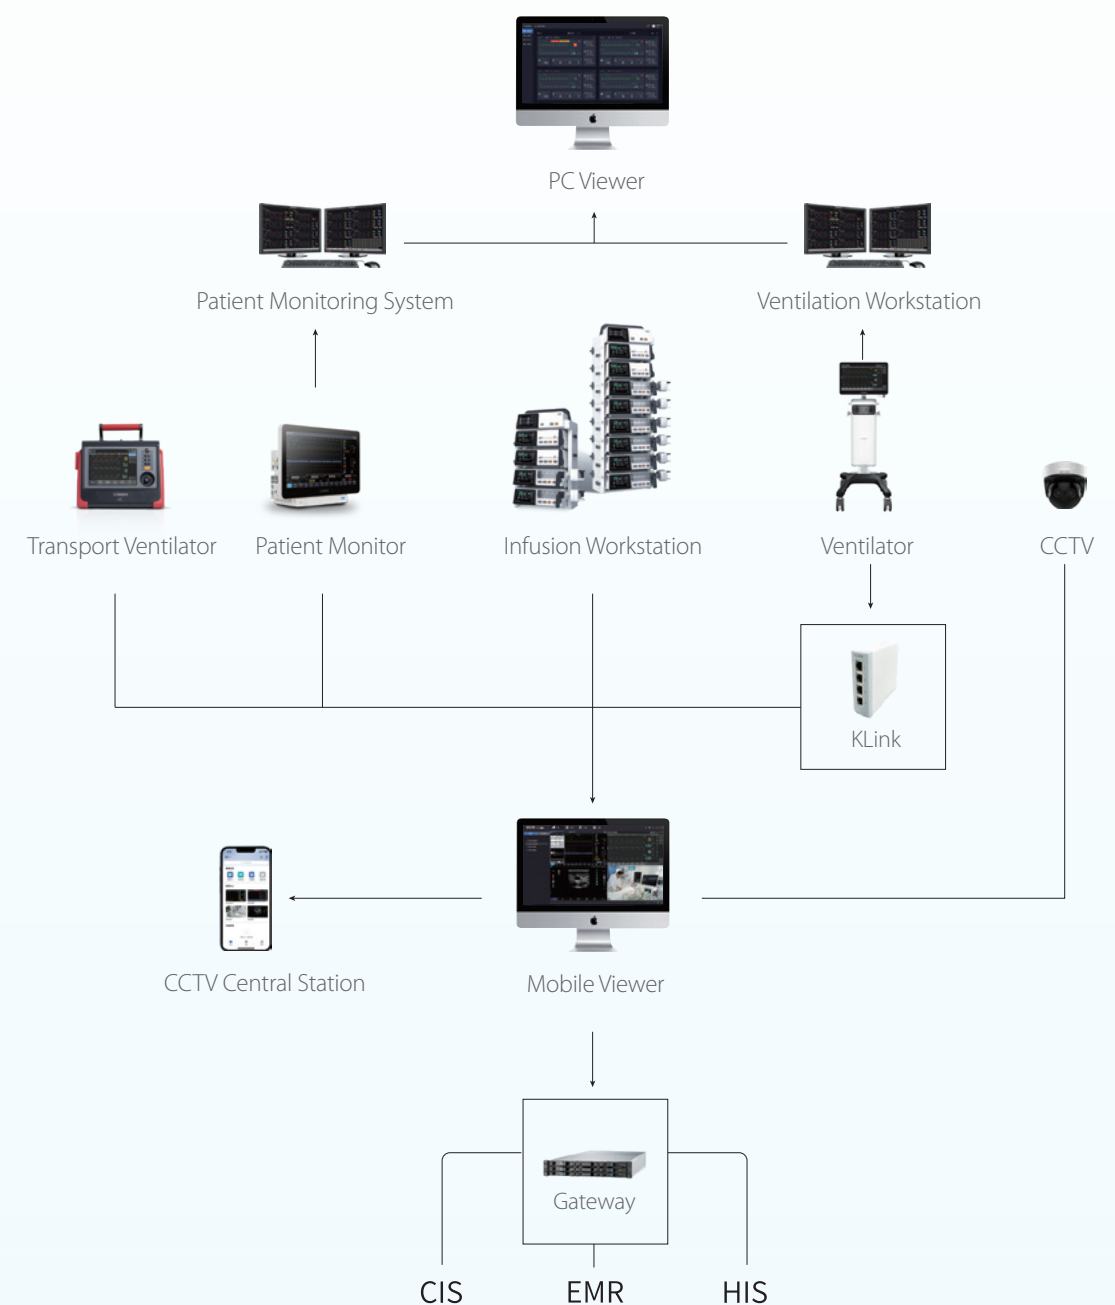 PC Viewer
Patient Monitoring System
Ventilation Workstation
Transport Ventilator
Patient Monitor
Infusion Workstation
Ventilator
CCTV
KLink
CCTV Central Station
Mobile Viewer
Gateway
CIS
EMR
HIS